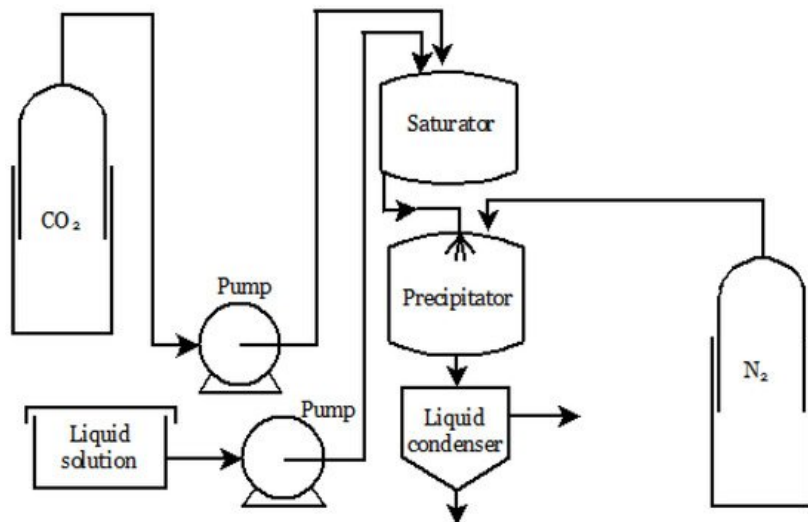 Saturator
CO₂
Pump
Precipitator
N₂
Pump
Liquid
solution
Liquid
condenser